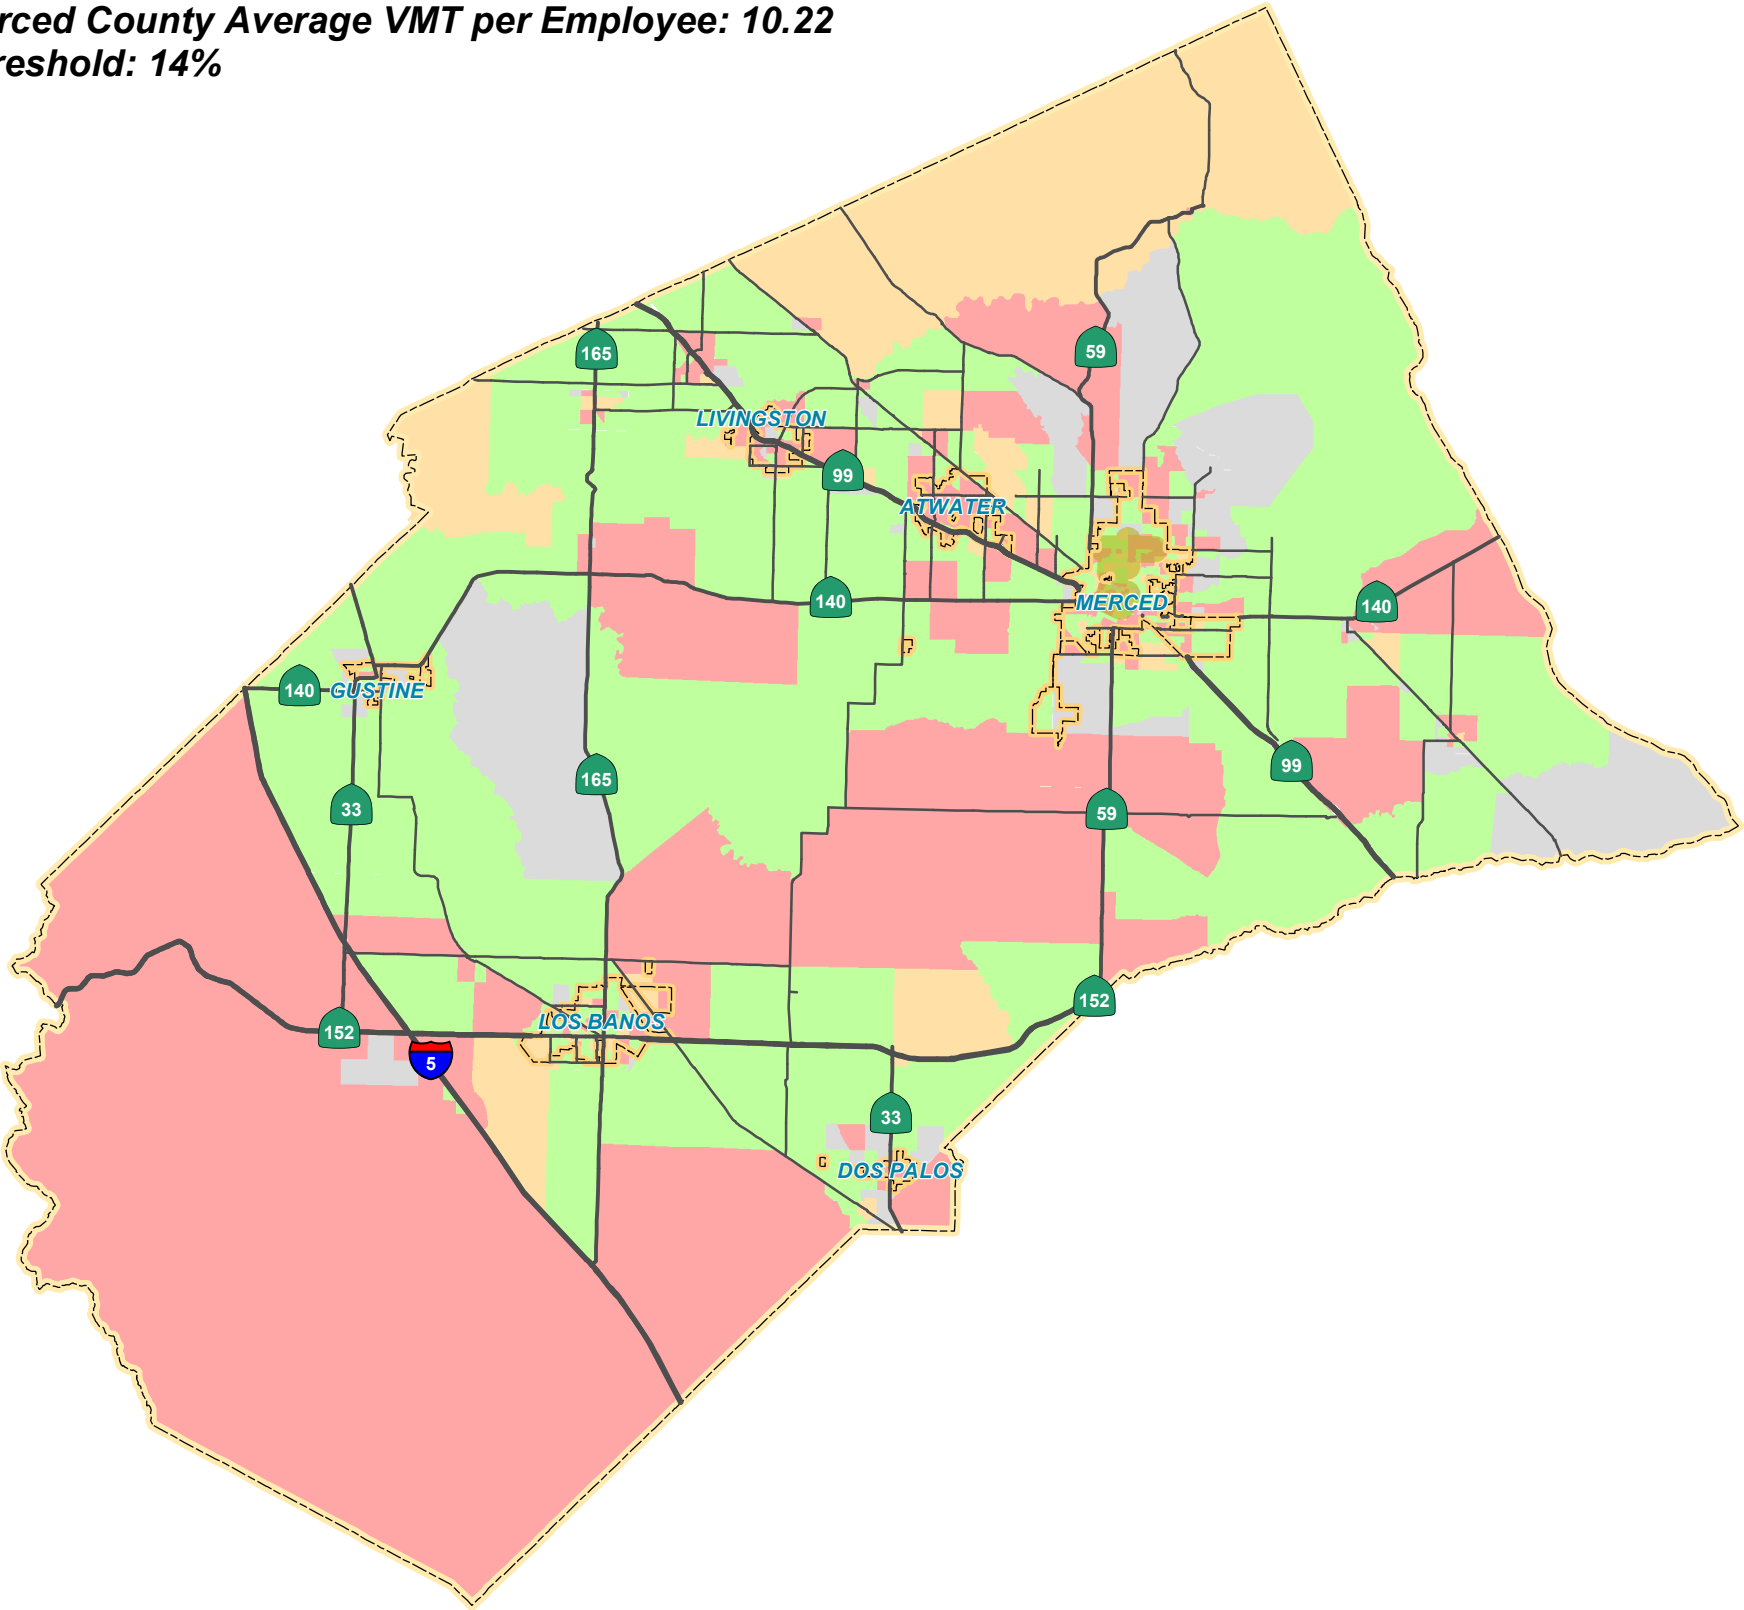 rced County Average VMT per Employee: 10.22
reshold: 14%
165
59
LIVINGSTON
99
ATWATER
140
MERCED
140
140
GUSTINE
165
99
33
59
152
152
LOS BANOS
5
33
DOS PALOS